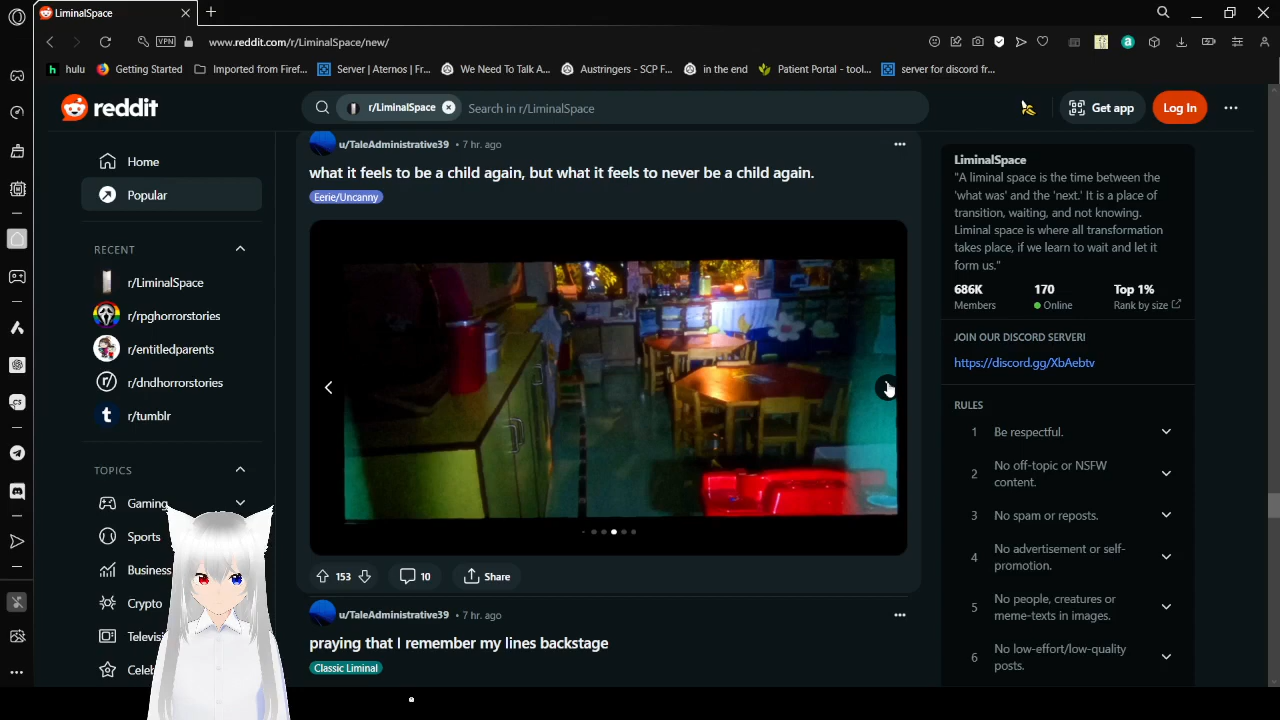 LiminalSpace
VPN www.reddit.com/r/LiminalSpace/new/
hulu Getting Started Imported from Firef... Server | Aternos | Fr... We Need To Talk A... Austringers - SCP F... in the end Patient Portal - tool... server for discord fr...
reddit r/LiminalSpace Search in r/LiminalSpace Get app Log In
Home
Popular
RECENT
r/LiminalSpace
r/rpghorrorstories
r/entitledparents
r/dndhorrorstories
r/tumblr
TOPICS
Gaming
Sports
Business
Crypto
Televisi
Celeb
u/TaleAdministrative39 • 7 hr. ago
what it feels to be a child again, but what it feels to never be a child again.
Eerie/Uncanny
153 10 Share
u/TaleAdministrative39 • 7 hr. ago
praying that I remember my lines backstage
Classic Liminal
LiminalSpace
"A liminal space is the time between the
'what was' and the 'next.' It is a place of
transition, waiting, and not knowing.
Liminal space is where all transformation
takes place, if we learn to wait and let it
form us."
686K 170 Top 1%
Members Online Rank by size
JOIN OUR DISCORD SERVER!
https://discord.gg/XbAebtv
RULES
1 Be respectful.
2 No off-topic or NSFW
content.
3 No spam or reposts.
4 No advertisement or self-
promotion.
5 No people, creatures or
meme-texts in images.
6 No low-effort/low-quality
posts.